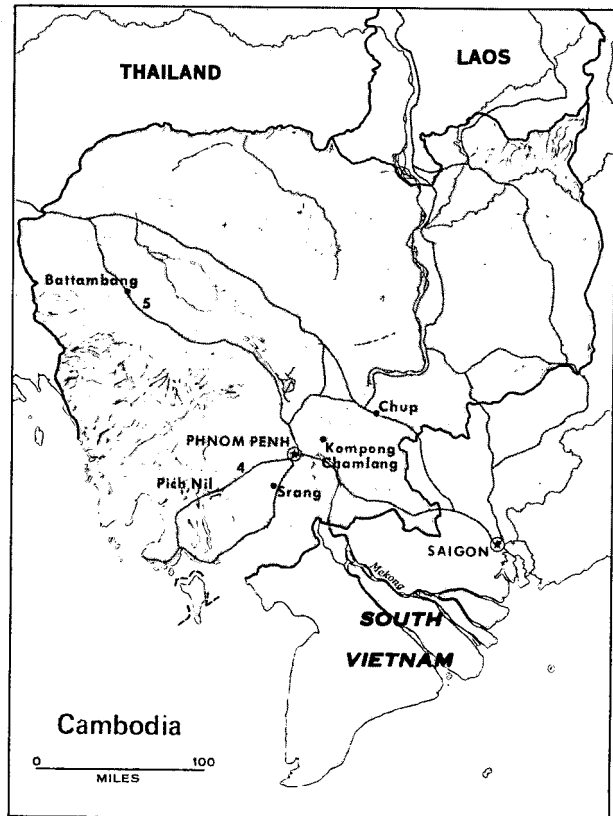 THAILAND
LAOS
Battambang
5
Chup
PHNOM PENH
Kompong
Chamlang
4
Pich Nil
Srang
SAIGON
Mekong
SOUTH
VIETNAM
Cambodia
0 100
MILES